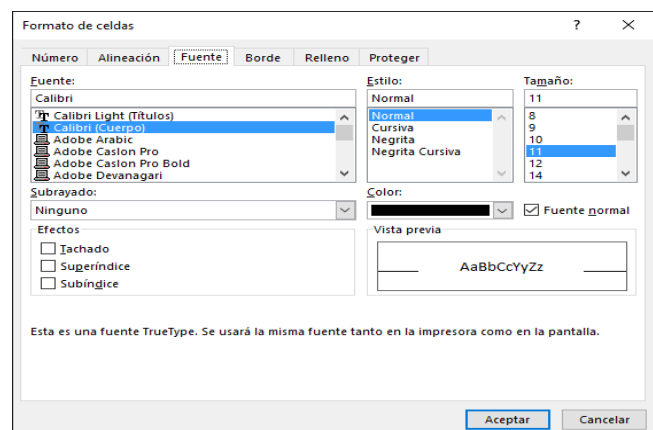 Formato de celdas ? ×
Número Alineación Fuente Borde Relleno Proteger
Fuente: Estilo: Tamaño:
Calibri Normal 11
Calibri Light (Títulos) Normal 8
Calibri (Cuerpo) Cursiva 9
Adobe Arabic Negrita 10
Adobe Caslon Pro Negrita Cursiva 11
Adobe Caslon Pro Bold 12
Adobe Devanagari 14
Subrayado: Color:
Ninguno Fuente normal
Efectos Vista previa
Tachado
Superíndice AaBbCcYyZz
Subíndice
Esta es una fuente TrueType. Se usará la misma fuente tanto en la impresora como en la pantalla.
Aceptar Cancelar